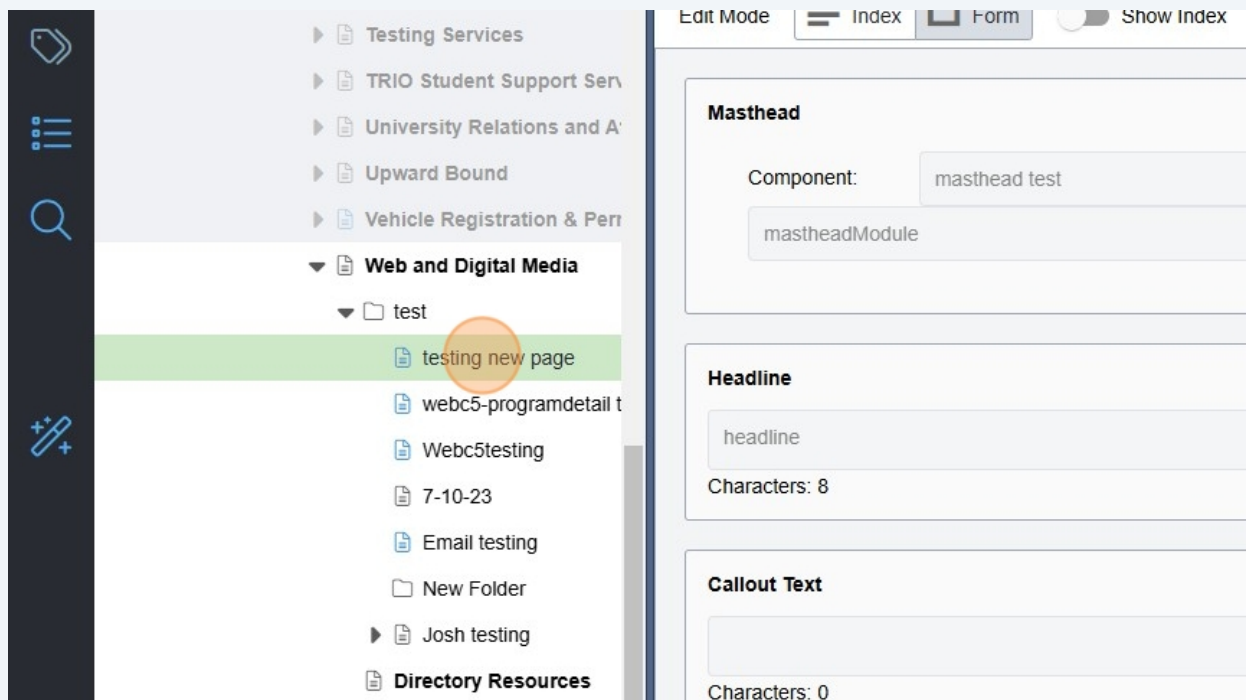 Testing Services
TRIO Student Support Serv
University Relations and A
Upward Bound
Vehicle Registration & Perr
Web and Digital Media
test
testing new page
webc5-programdetail t
Webc5testing
7-10-23
Email testing
New Folder
Josh testing
Directory Resources
Edit Mode
Index
Form
Show Index
Masthead
Component:
masthead test
mastheadModule
Headline
headline
Characters: 8
Callout Text
Characters: 0